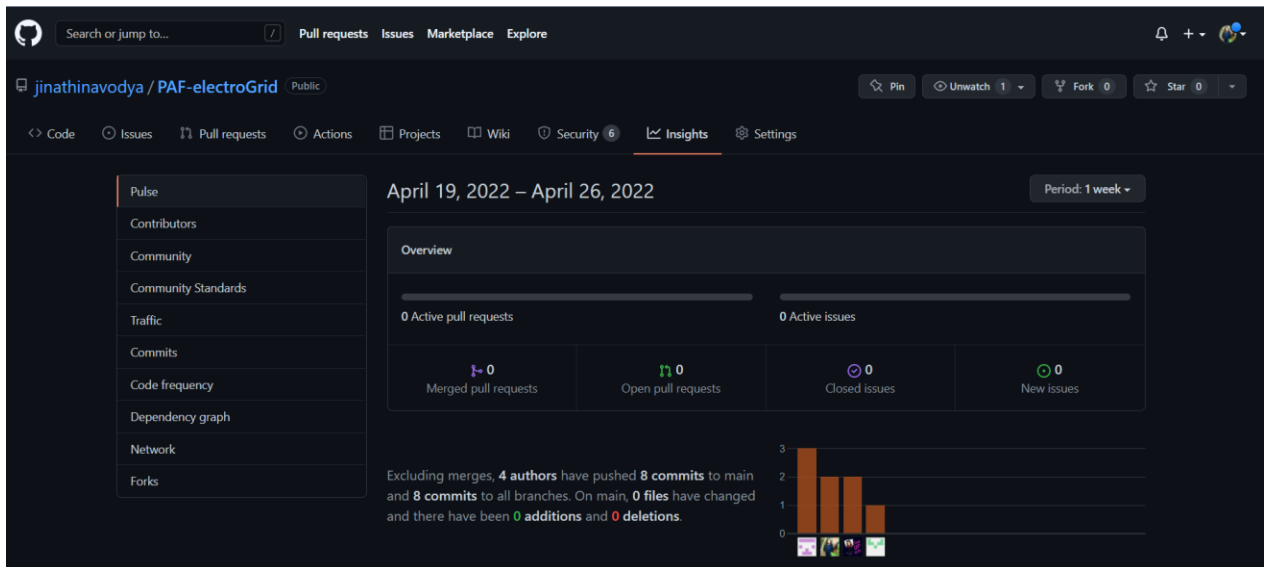 Search or jump to... / Pull requests Issues Marketplace Explore
jinathinavodya / PAF-electroGrid Public Pin Unwatch 1 Fork 0 Star 0
Code Issues Pull requests Actions Projects Wiki Security 6 Insights Settings
Pulse
Contributors
Community
Community Standards
Traffic
Commits
Code frequency
Dependency graph
Network
Forks
April 19, 2022 – April 26, 2022 Period: 1 week
Overview
0 Active pull requests 0 Active issues
0 0 0 0
Merged pull requests Open pull requests Closed issues New issues
Excluding merges, 4 authors have pushed 8 commits to main
and 8 commits to all branches. On main, 0 files have changed
and there have been 0 additions and 0 deletions.
3
2
1
0